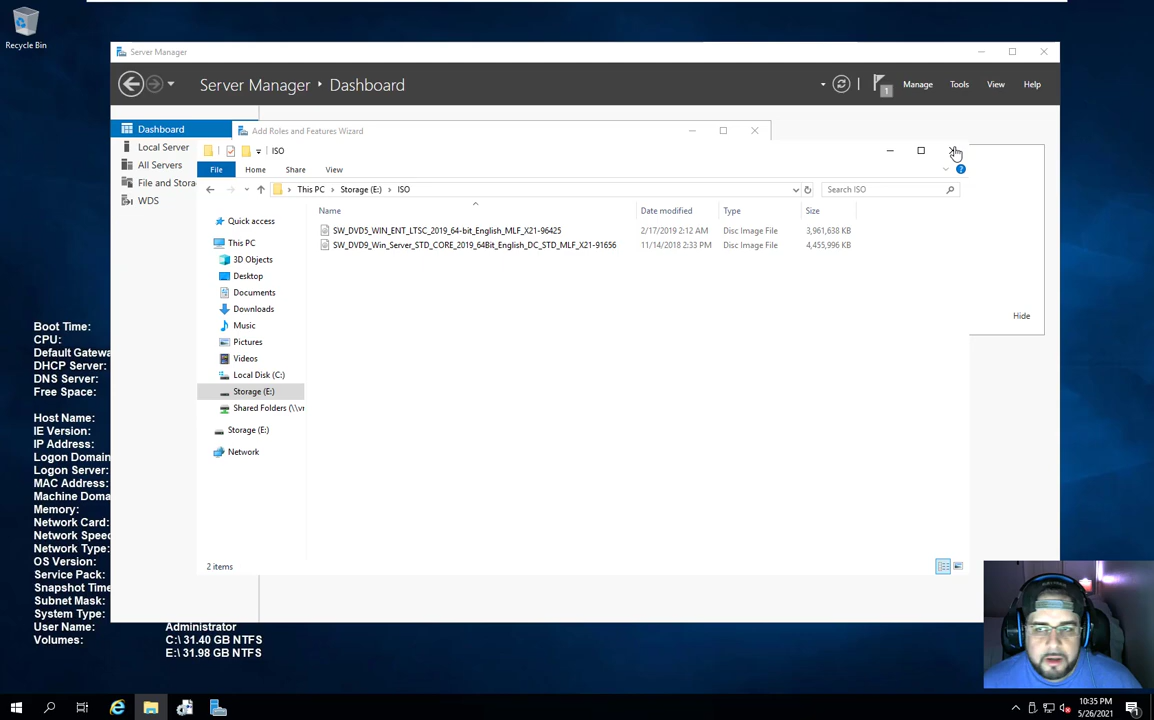 Recycle Bin
Server Manager
Server Manager Dashboard
1
Manage
Tools
View
Help
Dashboard
Local Server
All Servers
File and Stora
WDS
Add Roles and Features Wizard
ISO
File
Home
Share
View
This PC
Storage (E:)
ISO
Search ISO
Name
Date modified
Type
Size
SW_DVD5_WIN_ENT_LTSC_2019_64-bit_English_MLF_X21-96425
2/17/2019 2:12 AM
Disc Image File
3,961,638 KB
SW_DVD9_Win_Server_STD_CORE_2019_64Bit_English_DC_STD_MLF_X21-91656
11/14/2018 2:33 PM
Disc Image File
4,455,996 KB
Quick access
This PC
3D Objects
Desktop
Documents
Downloads
Music
Pictures
Videos
Local Disk (C:)
Storage (E:)
Shared Folders (\\vr
Storage (E:)
Network
2 items
Hide
Boot Time:
CPU:
Default Gatewa
DHCP Server:
DNS Server:
Free Space:
Host Name:
IE Version:
IP Address:
Logon Domain
Logon Server:
MAC Address:
Machine Domai
Memory:
Network Card:
Network Speed
Network Type:
OS Version:
Service Pack:
Snapshot Time
Subnet Mask:
System Type:
User Name: Administrator
Volumes: C:\ 31.40 GB NTFS
E:\ 31.98 GB NTFS
10:35 PM
5/26/2021
1